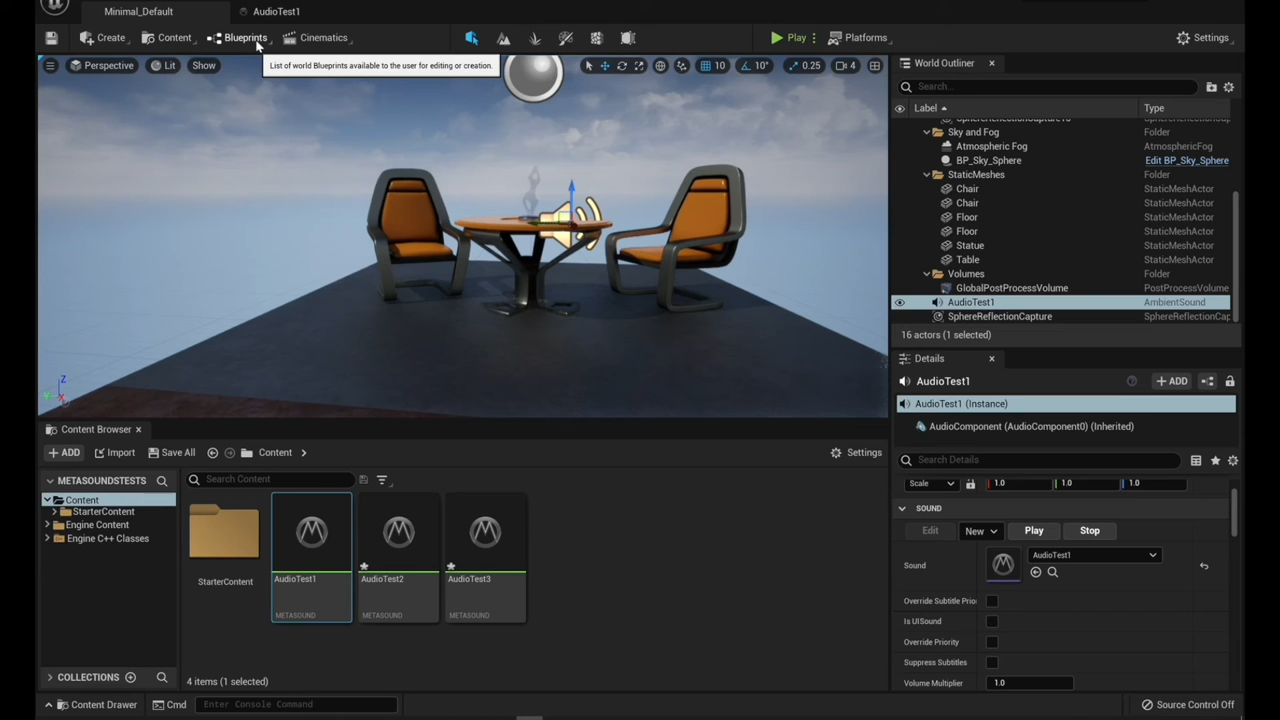 Minimal_Default
AudioTest1
Create
Content
Blueprints
Cinematics
Play
Platforms
Settings
List of world Blueprints available to the user for editing or creation.
Perspective
Lit
Show
10
10°
0.25
4
World Outliner
Search...
Label
Type
Sky and Fog Folder
Atmospheric Fog AtmosphericFog
BP_Sky_Sphere Edit BP_Sky_Sphere
StaticMeshes Folder
Chair StaticMeshActor
Chair StaticMeshActor
Floor StaticMeshActor
Floor StaticMeshActor
Statue StaticMeshActor
Table StaticMeshActor
Volumes Folder
GlobalPostProcessVolume PostProcessVolume
AudioTest1 AmbientSound
SphereReflectionCapture SphereReflectionCap
16 actors (1 selected)
Details
AudioTest1
+ ADD
AudioTest1 (Instance)
AudioComponent (AudioComponent0) (Inherited)
Search Details
Scale 1.0 1.0 1.0
SOUND
Edit New Play Stop
Sound AudioTest1
Override Subtitle Prio
Is UISound
Override Priority
Suppress Subtitles
Volume Multiplier 1.0
Z
Y
X
Content Browser
+ ADD
Import
Save All
Content
Settings
METASOUNDSTESTS
Search Content
Content
StarterContent
Engine Content
Engine C++ Classes
StarterContent
AudioTest1
METASOUND
AudioTest2
METASOUND
AudioTest3
METASOUND
COLLECTIONS
4 items (1 selected)
Content Drawer
Cmd
Enter Console Command
Source Control Off